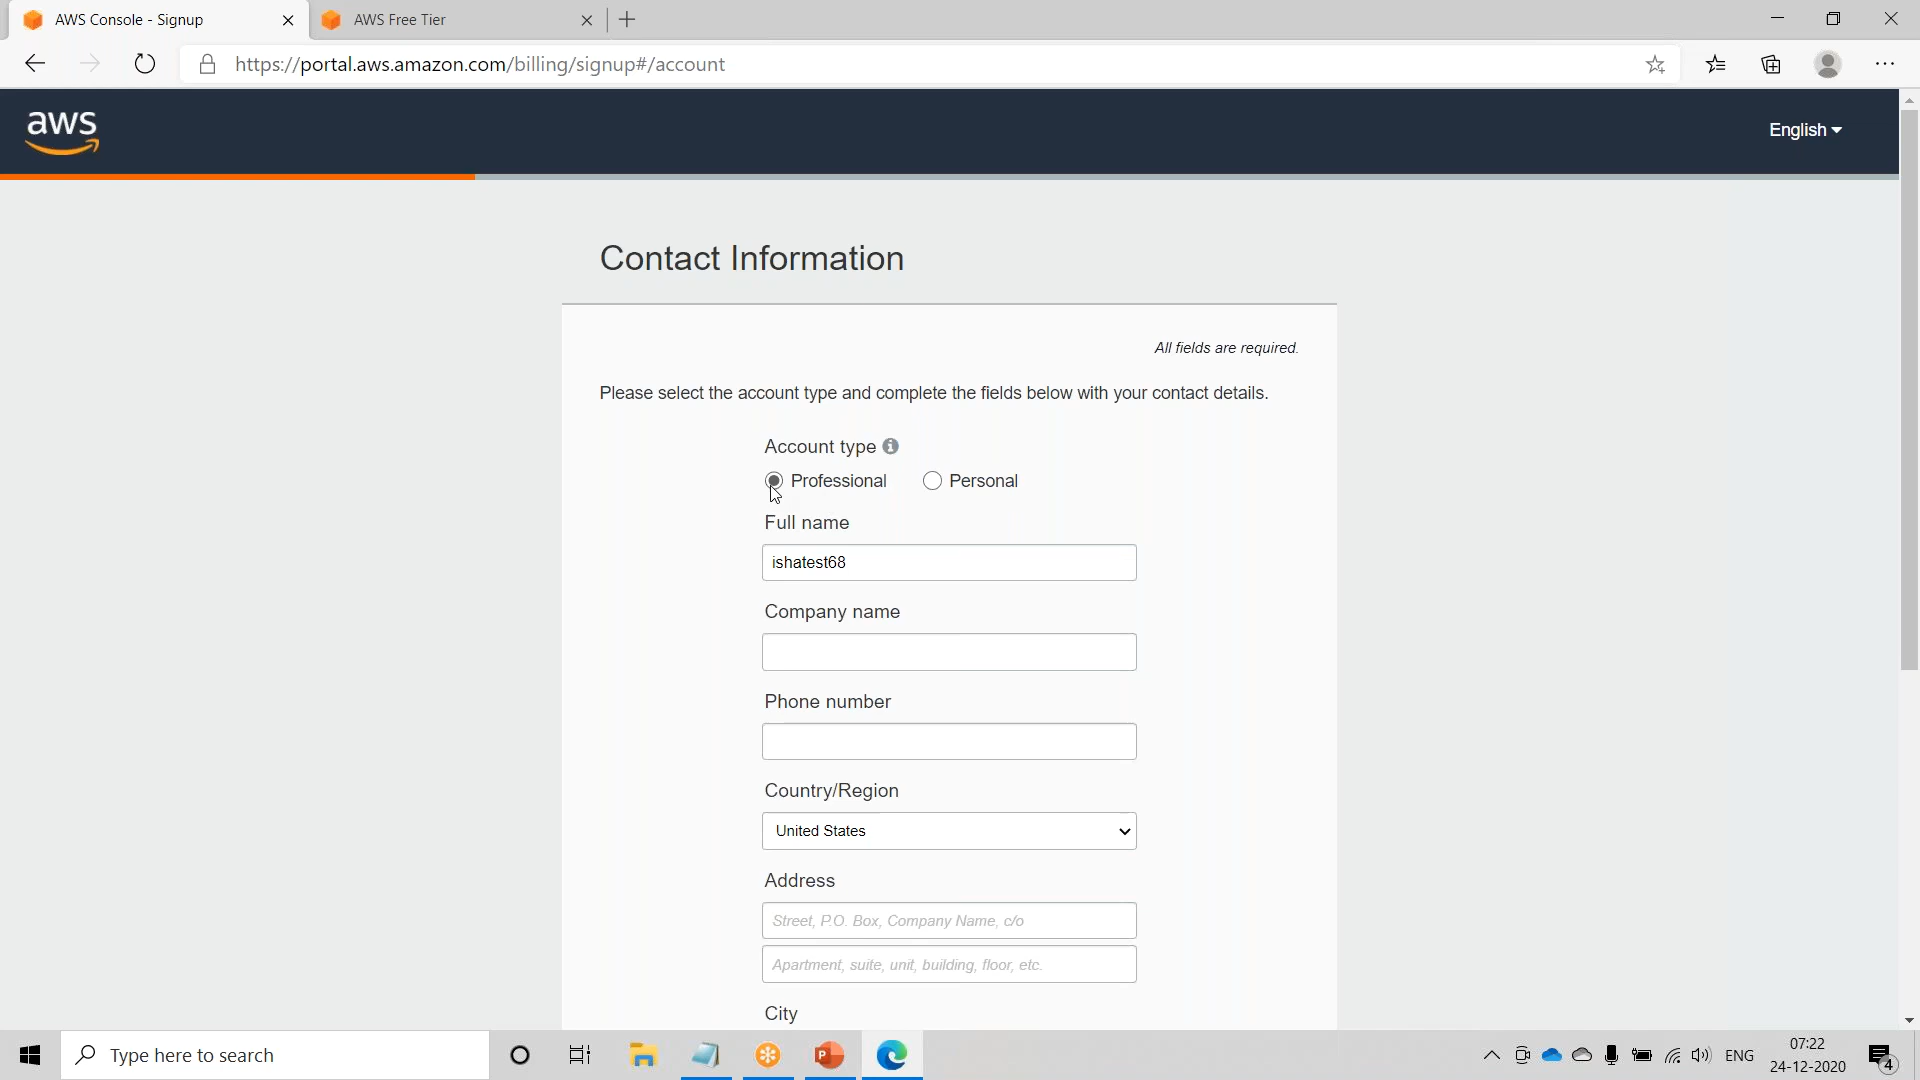 AWS Console - Signup
AWS Free Tier
https://portal.aws.amazon.com/billing/signup#/account
aws
English
Contact Information
All fields are required.
Please select the account type and complete the fields below with your contact details.
Account type
Professional
Personal
Full name
ishatest68
Company name
Phone number
Country/Region
United States
Address
Street, P.O. Box, Company Name, c/o
Apartment, suite, unit, building, floor, etc.
City
Type here to search
P
ENG
07:22
24-12-2020
4